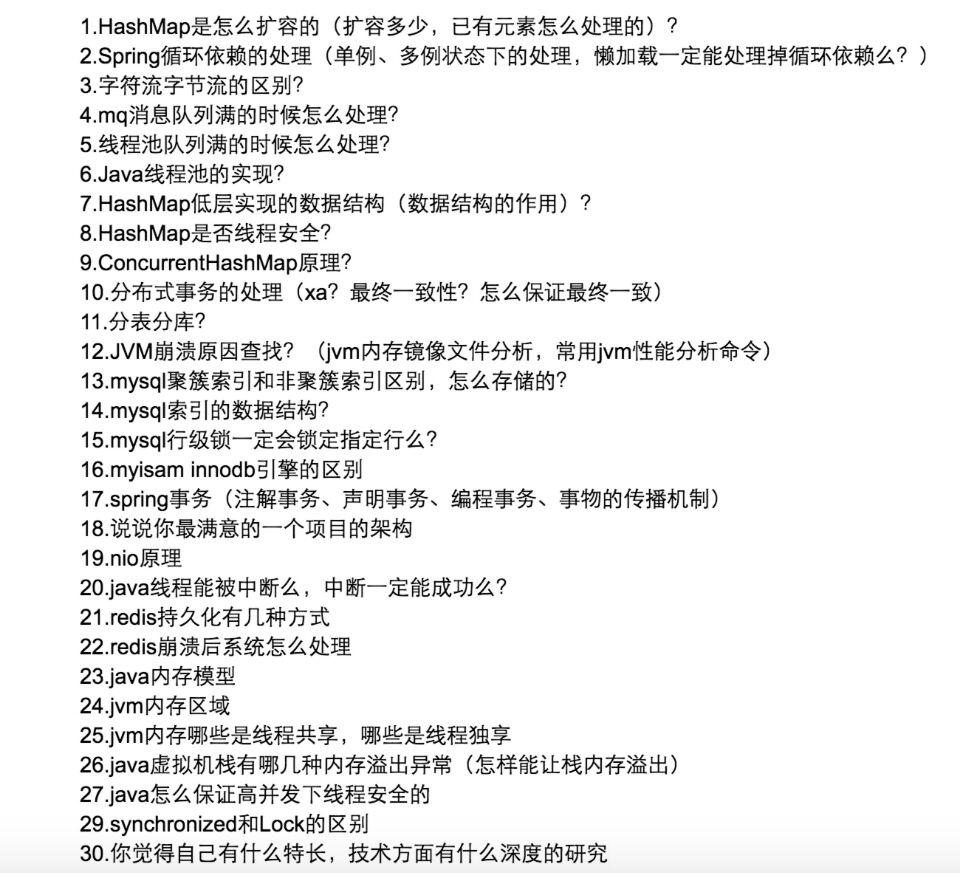 1.HashMap是怎么扩容的（扩容多少，已有元素怎么处理的）？
2.Spring循环依赖的处理（单例、多例状态下的处理，懒加载一定能处理掉循环依赖么？）
3.字符流字节流的区别？
4.mq消息队列满的时候怎么处理？
5.线程池队列满的时候怎么处理？
6.Java线程池的实现？
7.HashMap低层实现的数据结构（数据结构的作用）？
8.HashMap是否线程安全？
9.ConcurrentHashMap原理？
10.分布式事务的处理（xa？最终一致性？怎么保证最终一致）
11.分表分库？
12.JVM崩溃原因查找？（jvm内存镜像文件分析，常用jvm性能分析命令）
13.mysql聚簇索引和非聚簇索引区别，怎么存储的？
14.mysql索引的数据结构？
15.mysql行级锁一定会锁定指定行么？
16.myisam innodb引擎的区别
17.spring事务（注解事务、声明事务、编程事务、事物的传播机制）
18.说说你最满意的一个项目的架构
19.nio原理
20.java线程能被中断么，中断一定能成功么？
21.redis持久化有几种方式
22.redis崩溃后系统怎么处理
23.java内存模型
24.jvm内存区域
25.jvm内存哪些是线程共享，哪些是线程独享
26.java虚拟机栈有哪几种内存溢出异常（怎样能让栈内存溢出）
27.java怎么保证高并发下线程安全的
29.synchronized和Lock的区别
30.你觉得自己有什么特长，技术方面有什么深度的研究